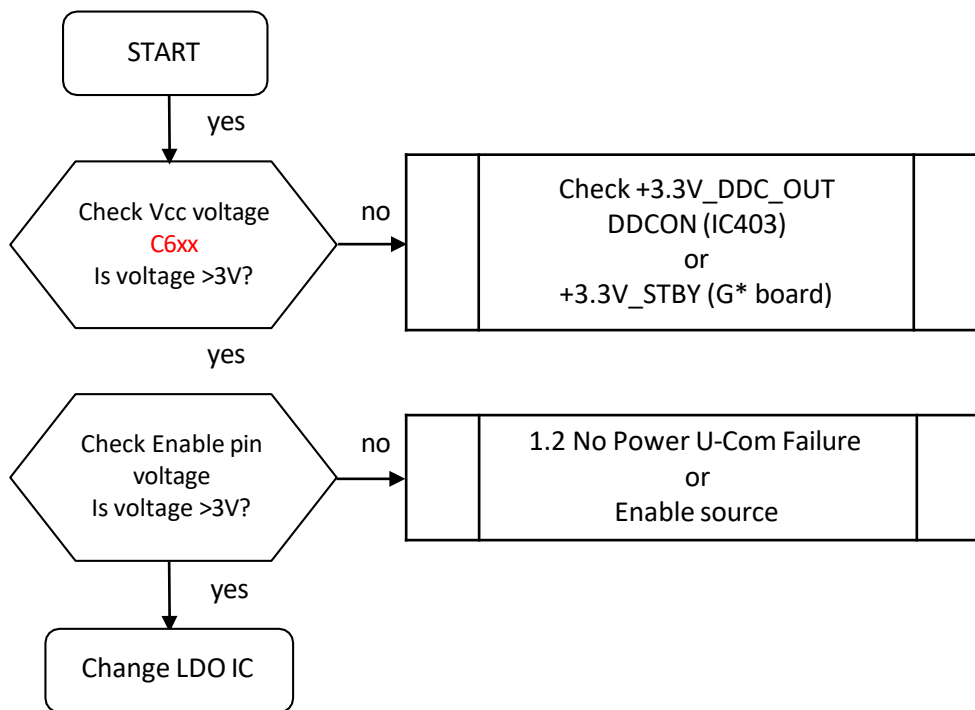 START
yes
Check Vcc voltage
C6xx
Is voltage >3V?
no
Check +3.3V_DDC_OUT
DDCON (IC403)
or
+3.3V_STBY (G* board)
yes
Check Enable pin
voltage
Is voltage >3V?
no
1.2 No Power U-Com Failure
or
Enable source
yes
Change LDO IC